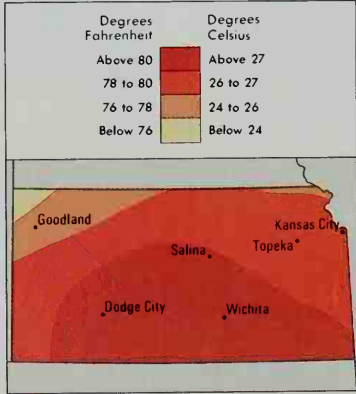 Degrees Fahrenheit
Degrees Celsius
Above 80
Above 27
78 to 80
26 to 27
76 to 78
24 to 26
Below 76
Below 24
Goodland
Kansas City
Topeka
Salina
Dodge City
Wichita